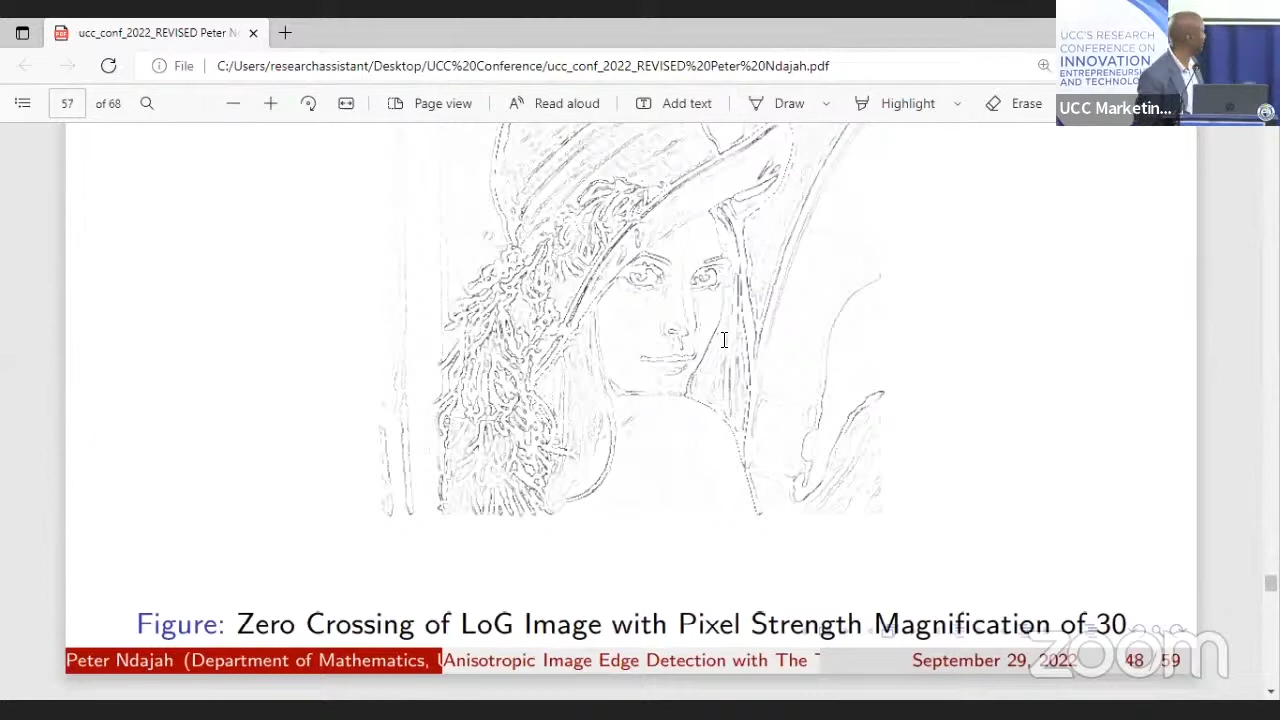 ucc_conf_2022_REVISED Peter N
File C:/Users/researchassistant/Desktop/UCC%20Conference/ucc_conf_2022_REVISED%20Peter%20Ndajah.pdf
57 of 68 Page view Read aloud Add text Draw Highlight Erase
UCC'S RESEARCH
CONFERENCE ON
INNOVATION
AND TECHNOLOGY
UCC Marketin...
Figure: Zero Crossing of LoG Image with Pixel Strength Magnification of 30
Peter Ndajah (Department of Mathematics, Anisotropic Image Edge Detection with The September 29, 2022 48 / 59
zoom